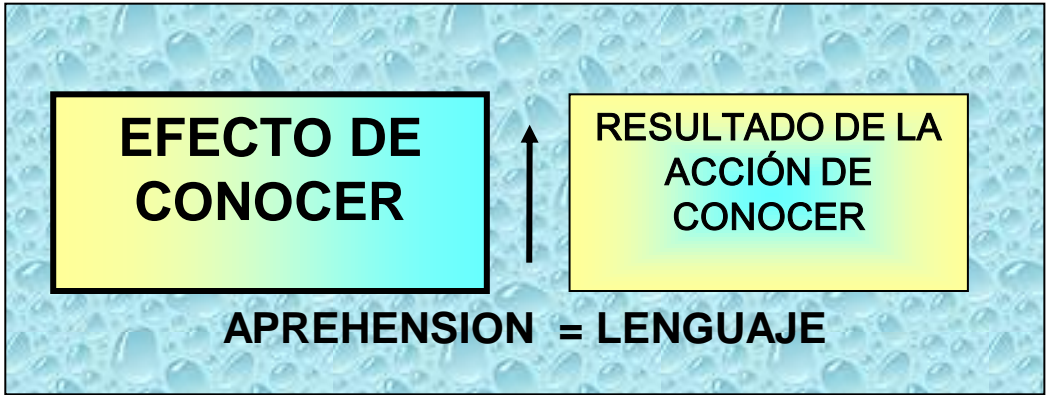 EFECTO DE
CONOCER
RESULTADO DE LA
ACCIÓN DE
CONOCER
APREHENSION = LENGUAJE